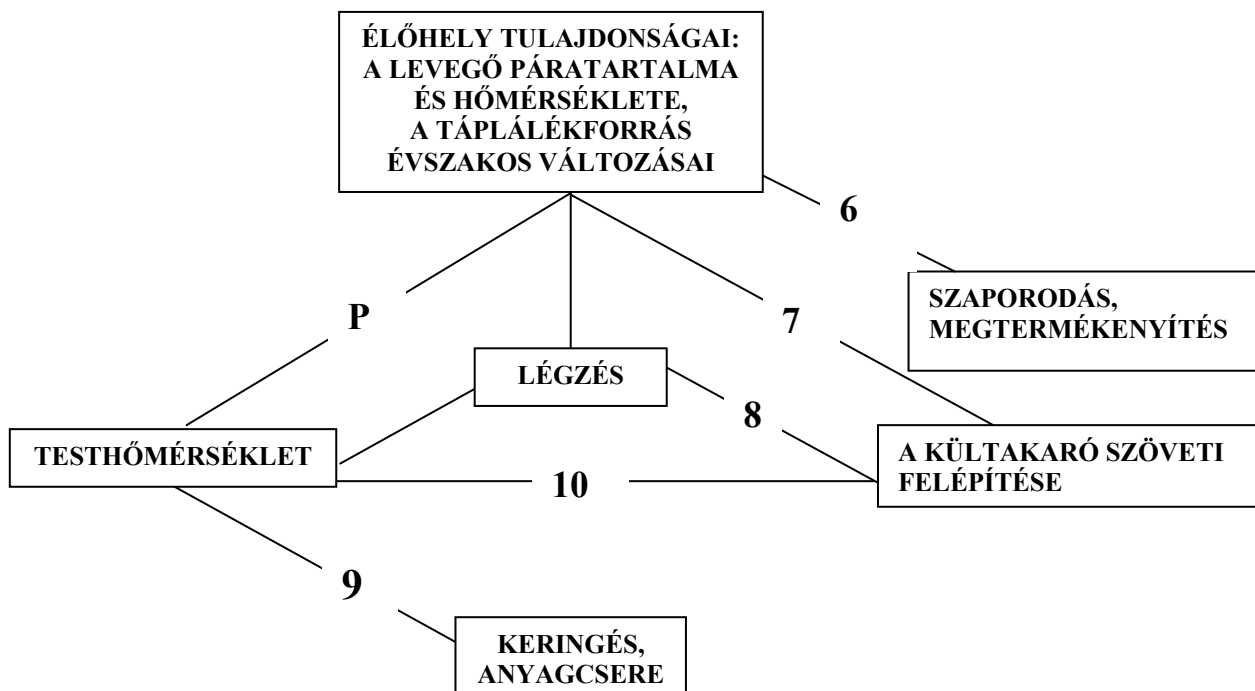 ÉLŐHELY TULAJDONSÁGAI:
A LEVEGŐ PÁRATARTALMA
ÉS HŐMÉRSÉKLETE,
A TÁPLÁLÉKFORRÁS
ÉVSZAKOS VÁLTOZÁSAI
6
SZAPORODÁS,
MEGTERMÉKENYÍTÉS
P
7
LÉGZÉS
8
TESTHŐMÉRSÉKLET
A KÜLTAKARÓ SZÖVETI
FELÉPÍTÉSE
10
9
KERINGÉS,
ANYAGCSERE